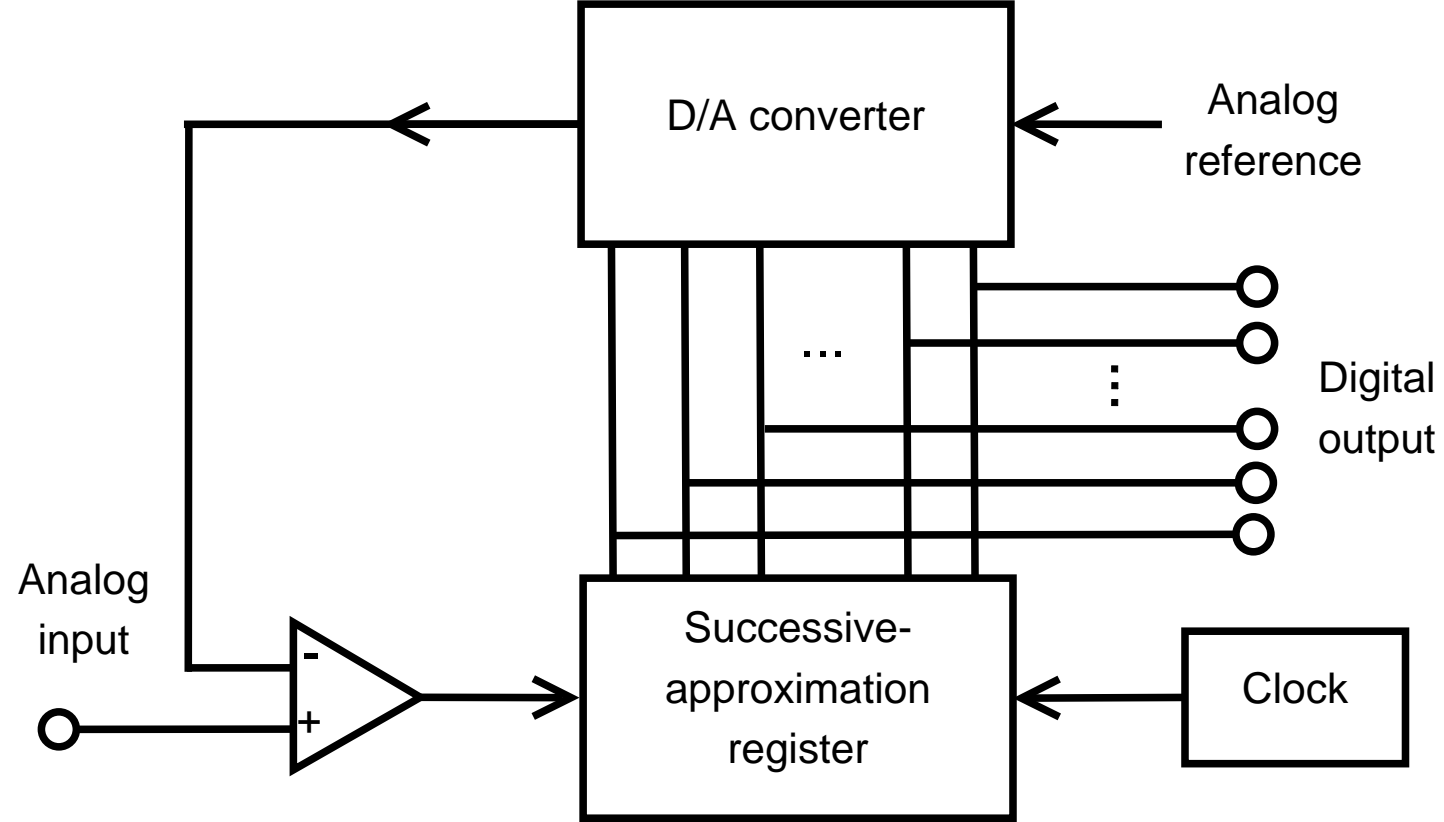 D/A converter
Analog
reference
...
Digital
output
Analog
input
-
+
Successive-
approximation
register
Clock